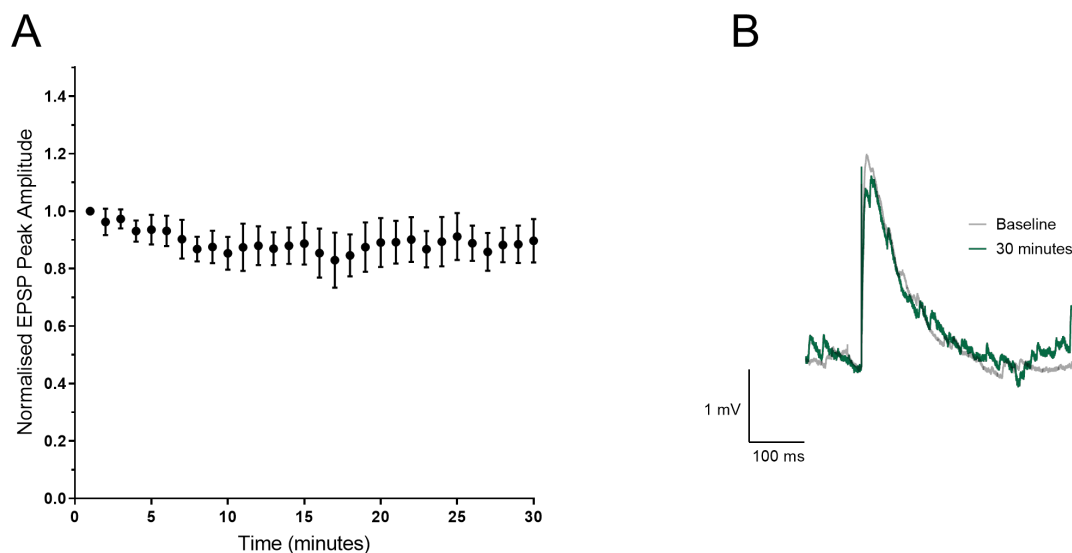 A
B
Normalised EPSP Peak Amplitude
1.4
1.2
1.0
0.8
0.6
0.4
0.2
0.0
0 5 10 15 20 25 30
Time (minutes)
Baseline
30 minutes
1 mV
100 ms